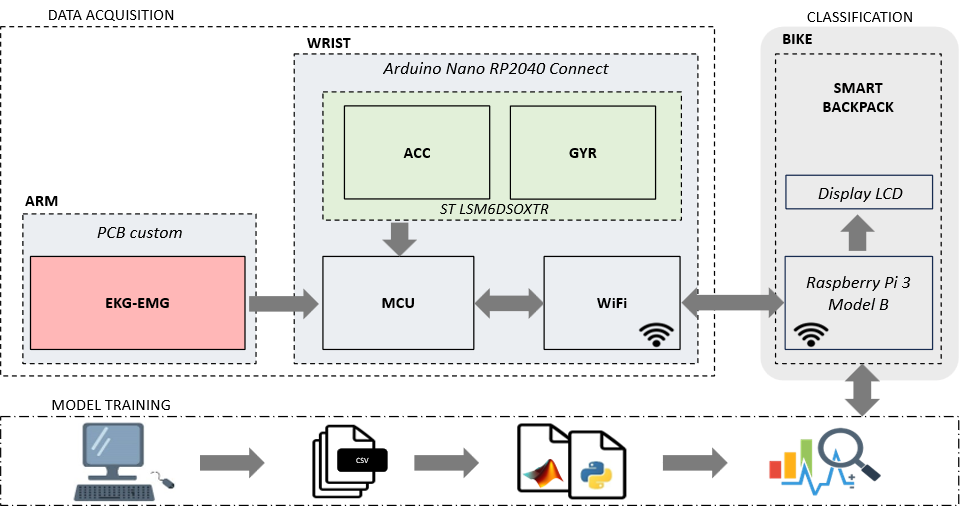 DATA ACQUISITION
CLASSIFICATION
WRIST
BIKE
Arduino Nano RP2040 Connect
SMART
BACKPACK
ACC
GYR
ST LSM6DSOXTR
Display LCD
ARM
PCB custom
EKG-EMG
MCU
WiFi
Raspberry Pi 3
Model B
MODEL TRAINING
CSV